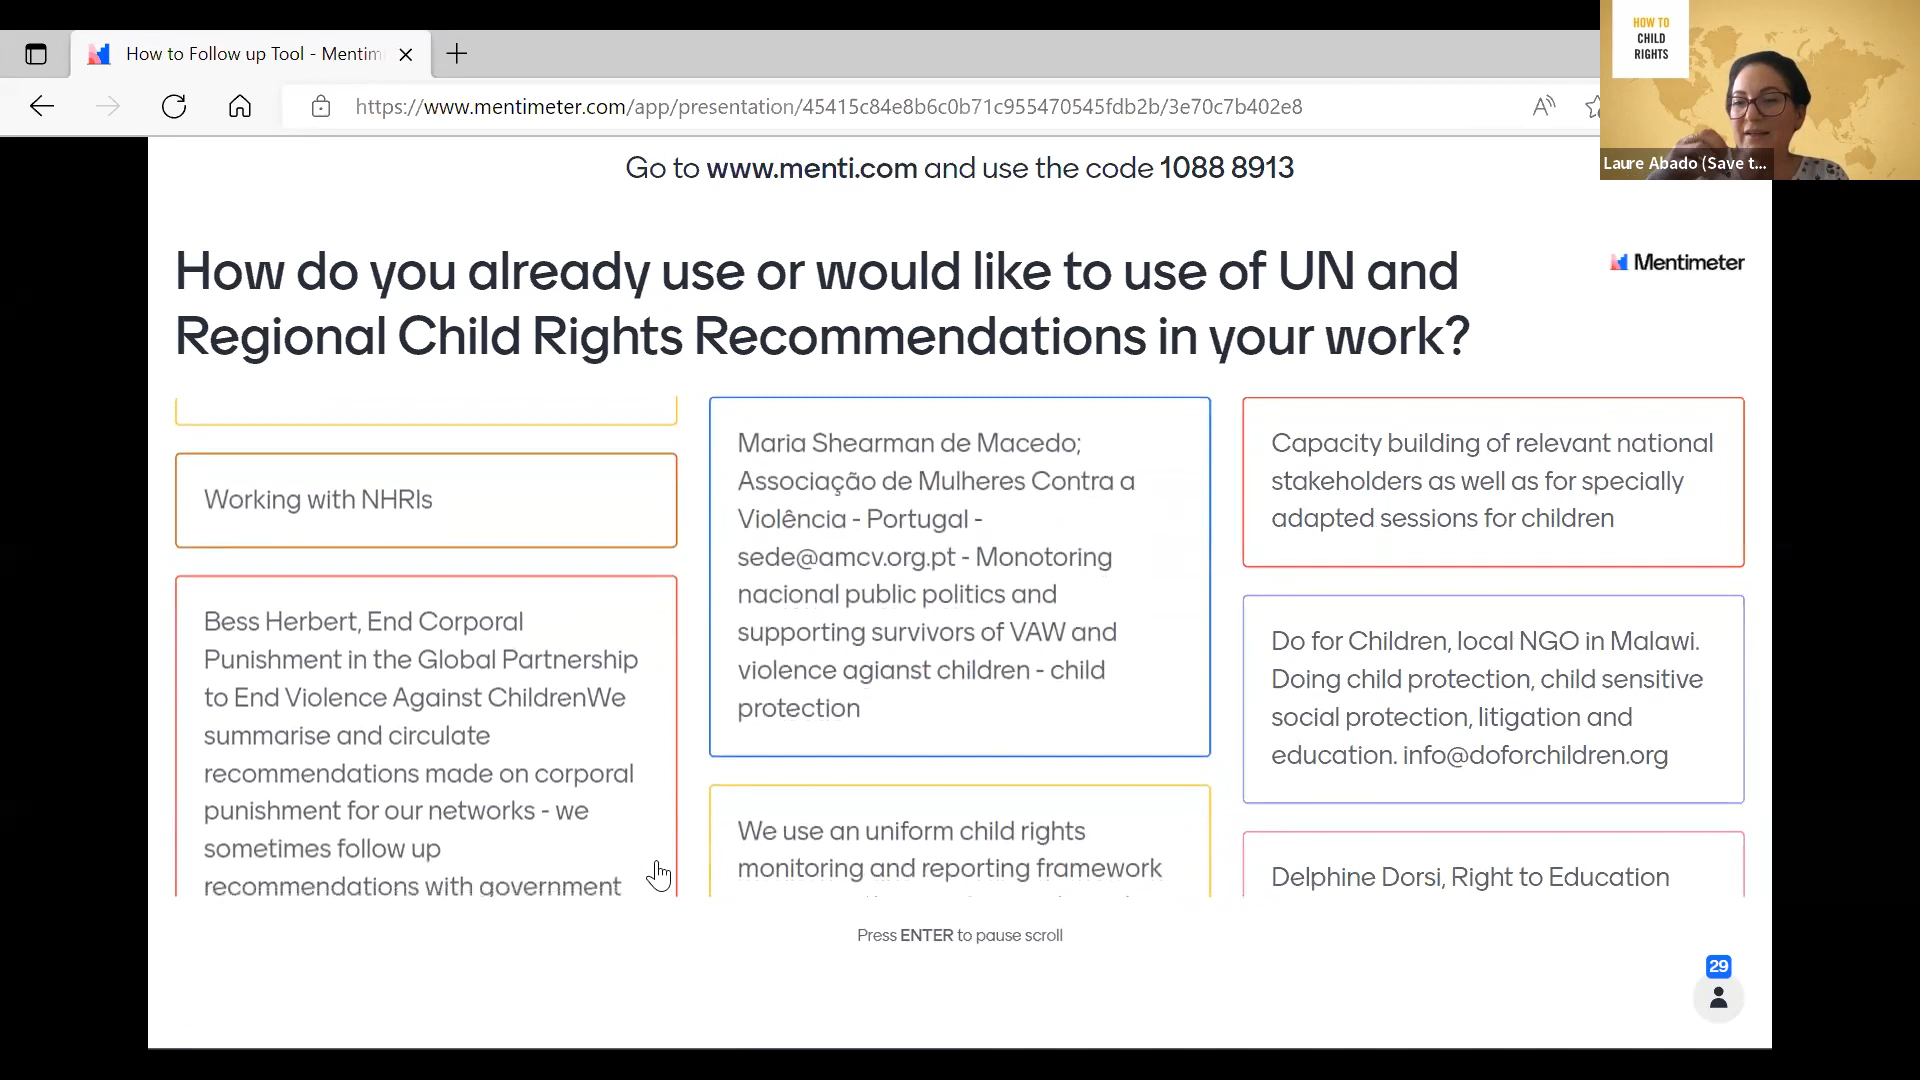 How to Follow up Tool - Mentim
https://www.mentimeter.com/app/presentation/45415c84e8b6c0b71c955470545fdb2b/3e70c7b402e8
HOW TO
CHILD
RIGHTS
Laure Abado (Save t...
Go to www.menti.com and use the code 1088 8913
How do you already use or would like to use of UN and
Regional Child Rights Recommendations in your work?
Mentimeter
Working with NHRIs
Bess Herbert, End Corporal
Punishment in the Global Partnership
to End Violence Against ChildrenWe
summarise and circulate
recommendations made on corporal
punishment for our networks - we
sometimes follow up
recommendations with government
Maria Shearman de Macedo;
Associação de Mulheres Contra a
Violência - Portugal -
sede@amcv.org.pt - Monotoring
nacional public politics and
supporting survivors of VAW and
violence agianst children - child
protection
We use an uniform child rights
monitoring and reporting framework
Capacity building of relevant national
stakeholders as well as for specially
adapted sessions for children
Do for Children, local NGO in Malawi.
Doing child protection, child sensitive
social protection, litigation and
education. info@doforchildren.org
Delphine Dorsi, Right to Education
Press ENTER to pause scroll
29